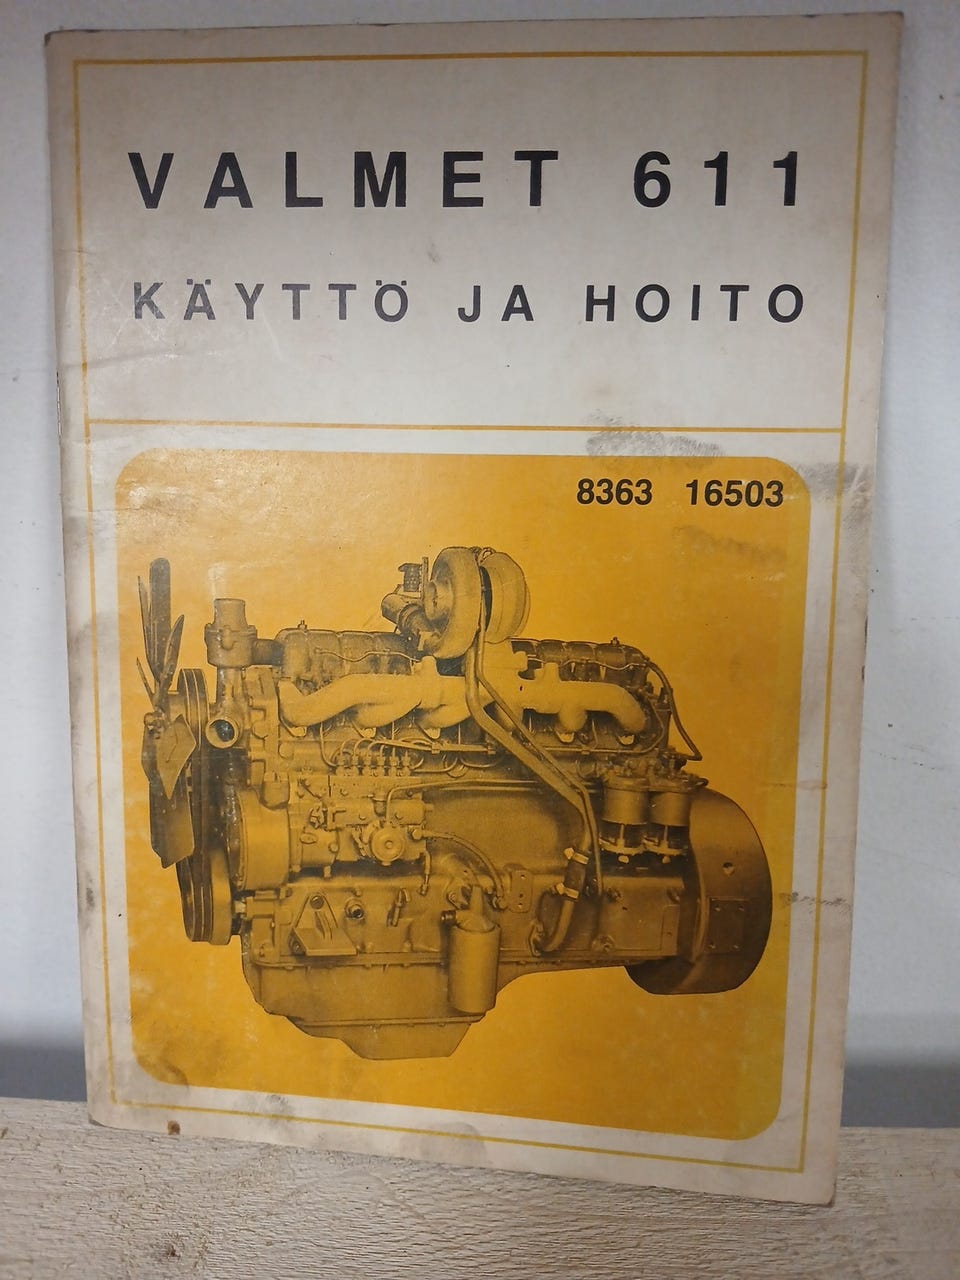 VALMET 611
KÄYTTÖ JA HOITO
8363 16503